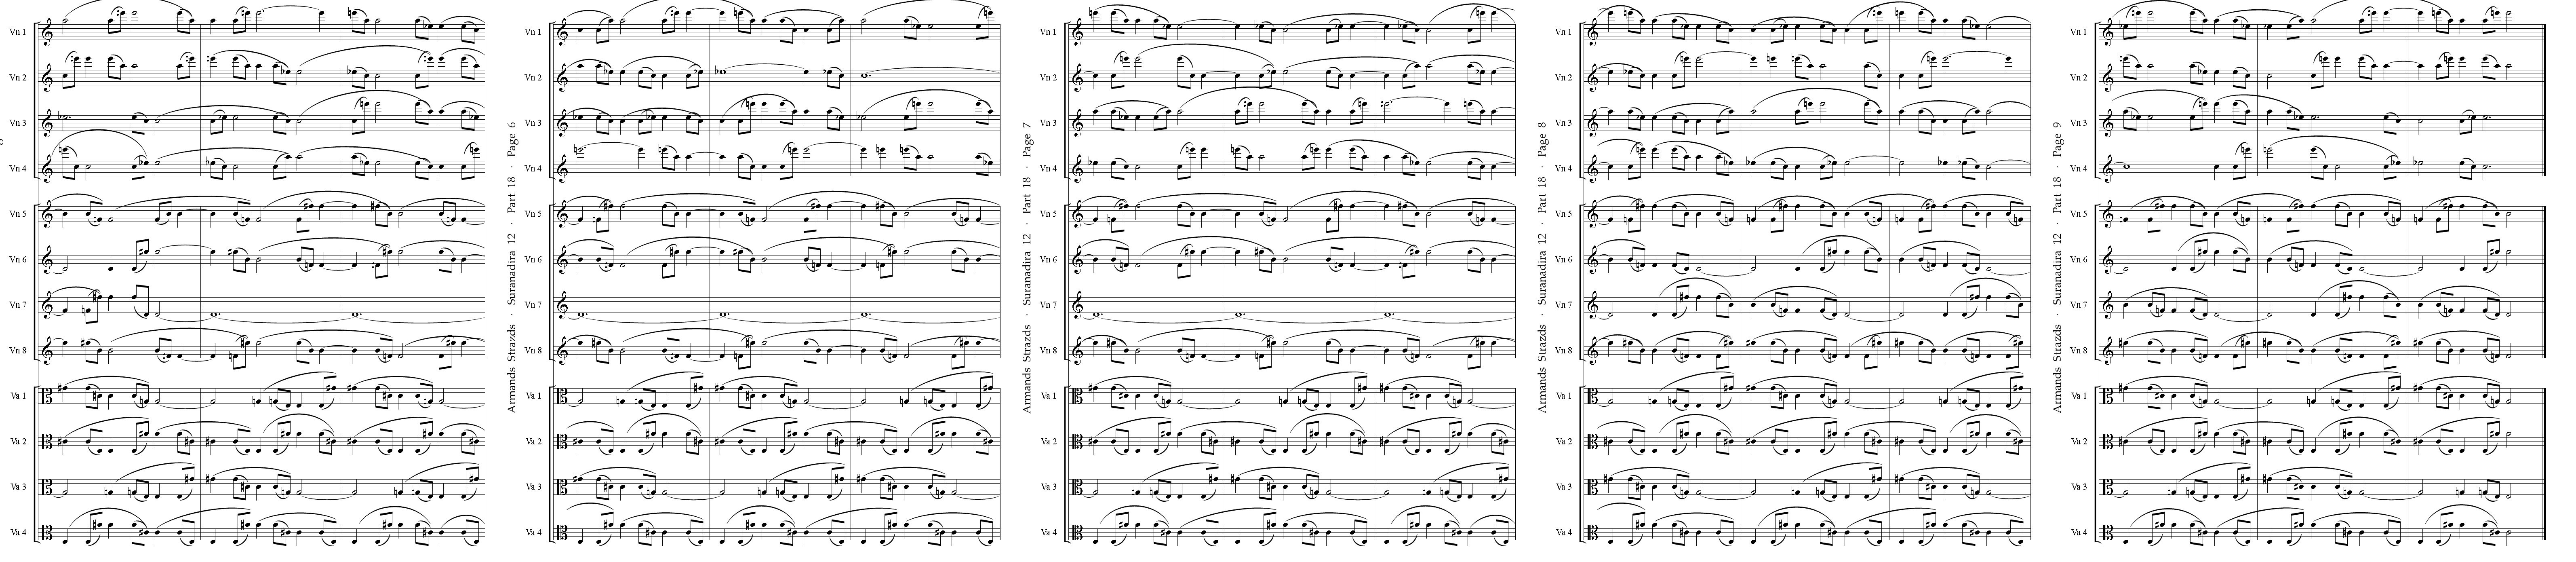 Vn 1
Vn 2
Vn 3
Vn 4
Vn 5
Vn 6
Vn 7
Vn 8
Va 1
Va 2
Va 3
Va 4
Armands Strazds · Suranadira 12 · Part 18 · Page 6
Vn 1
Vn 2
Vn 3
Vn 4
Vn 5
Vn 6
Vn 7
Vn 8
Va 1
Va 2
Va 3
Va 4
Armands Strazds · Suranadira 12 · Part 18 · Page 7
Vn 1
Vn 2
Vn 3
Vn 4
Vn 5
Vn 6
Vn 7
Vn 8
Va 1
Va 2
Va 3
Va 4
Armands Strazds · Suranadira 12 · Part 18 · Page 8
Vn 1
Vn 2
Vn 3
Vn 4
Vn 5
Vn 6
Vn 7
Vn 8
Va 1
Va 2
Va 3
Va 4
Armands Strazds · Suranadira 12 · Part 18 · Page 9
Vn 1
Vn 2
Vn 3
Vn 4
Vn 5
Vn 6
Vn 7
Vn 8
Va 1
Va 2
Va 3
Va 4